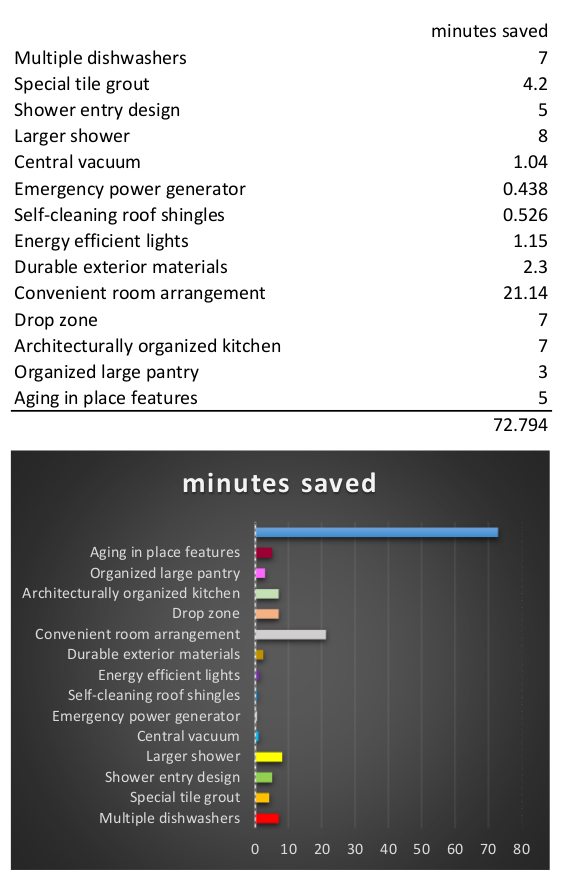 minutes saved
Multiple dishwashers 7
Special tile grout 4.2
Shower entry design 5
Larger shower 8
Central vacuum 1.04
Emergency power generator 0.438
Self-cleaning roof shingles 0.526
Energy efficient lights 1.15
Durable exterior materials 2.3
Convenient room arrangement 21.14
Drop zone 7
Architecturally organized kitchen 7
Organized large pantry 3
Aging in place features 5
72.794
minutes saved
Aging in place features
Organized large pantry
Architecturally organized kitchen
Drop zone
Convenient room arrangement
Durable exterior materials
Energy efficient lights
Self-cleaning roof shingles
Emergency power generator
Central vacuum
Larger shower
Shower entry design
Special tile grout
Multiple dishwashers
0 10 20 30 40 50 60 70 80